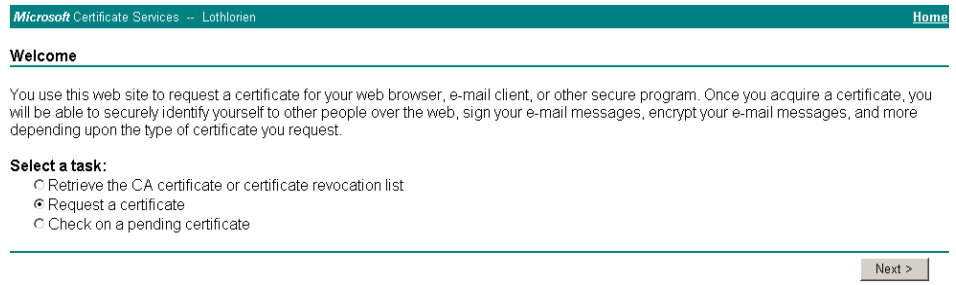 Microsoft Certificate Services -- Lothlorien Home
Welcome
You use this web site to request a certificate for your web browser, e-mail client, or other secure program. Once you acquire a certificate, you
will be able to securely identify yourself to other people over the web, sign your e-mail messages, encrypt your e-mail messages, and more
depending upon the type of certificate you request.
Select a task:
Retrieve the CA certificate or certificate revocation list
Request a certificate
Check on a pending certificate
Next >